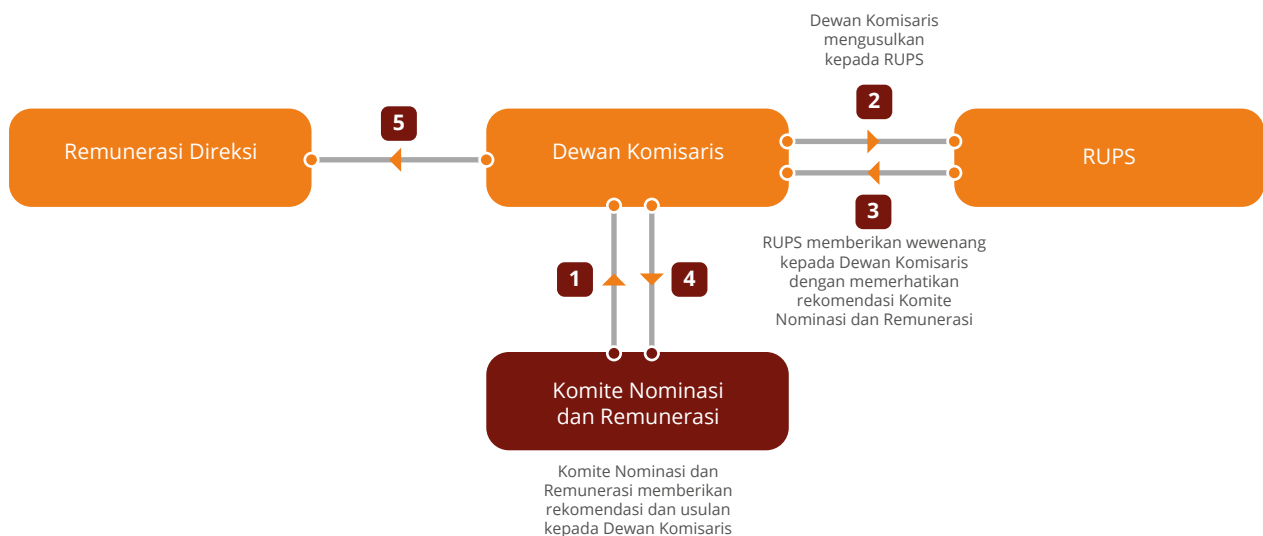 Dewan Komisaris
mengusulkan
kepada RUPS
2
5
Remunerasi Direksi
Dewan Komisaris
RUPS
3
RUPS memberikan wewenang
kepada Dewan Komisaris
dengan memerhatikan
rekomendasi Komite
Nominasi dan Remunerasi
1
4
Komite Nominasi
dan Remunerasi
Komite Nominasi dan
Remunerasi memberikan
rekomendasi dan usulan
kepada Dewan Komisaris